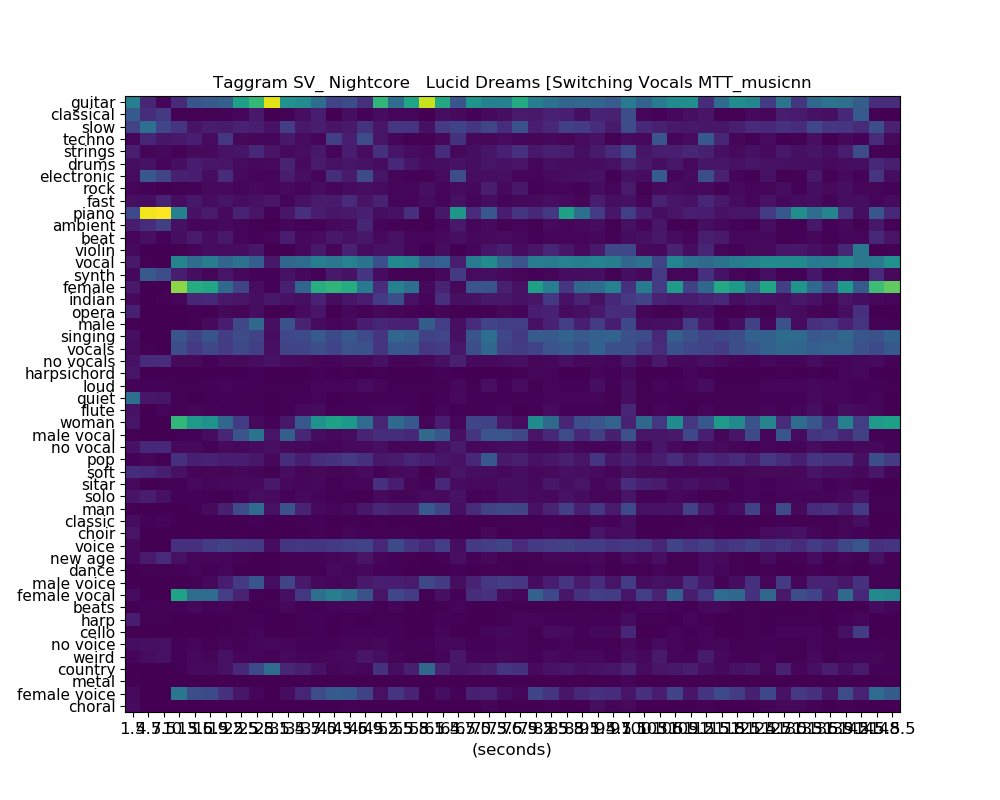 Taggram SV_ Nightcore   Lucid Dreams [Switching Vocals MTT_musicnn
guitar
classical
slow
techno
strings
drums
electronic
rock
fast
piano
ambient
beat
violin
vocal
synth
female
indian
opera
male
singing
vocals
no vocals
harpsichord
loud
quiet
flute
woman
male vocal
no vocal
pop
soft
sitar
solo
man
classic
choir
voice
new age
dance
male voice
female vocal
beats
harp
cello
no voice
weird
country
metal
female voice
choral
(seconds)